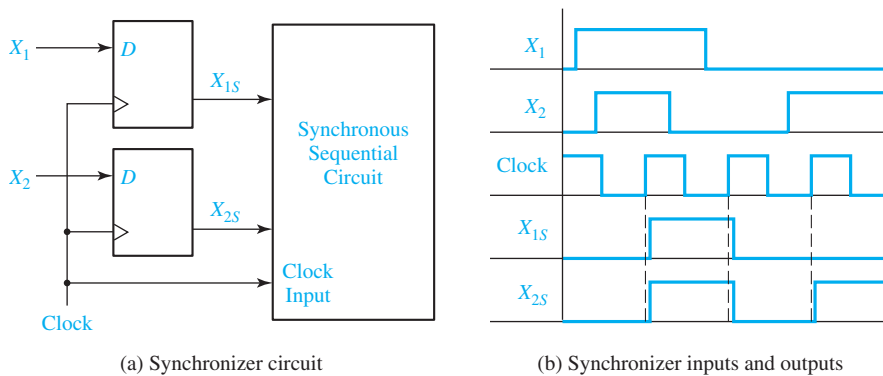 X1
D
X1S
X2
D
X2S
Clock
Synchronous
Sequential
Circuit
Clock
Input
(a) Synchronizer circuit
X1
X2
Clock
X1S
X2S
(b) Synchronizer inputs and outputs